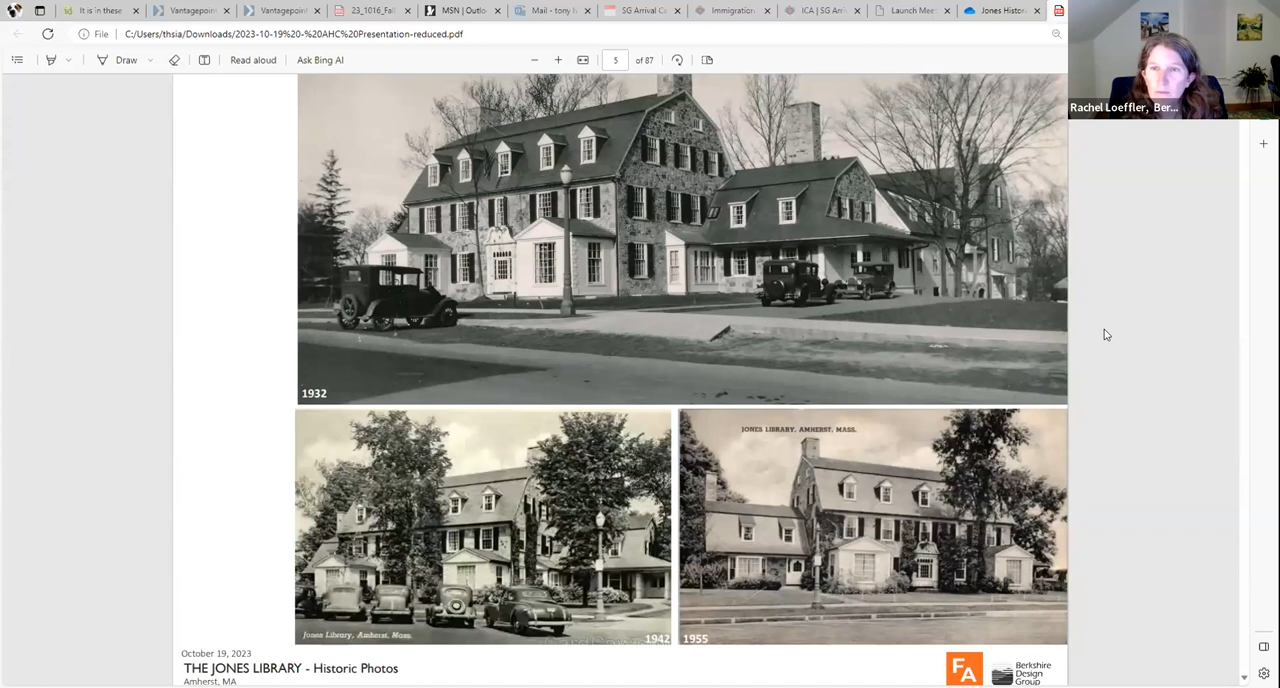 It is in these
Vantagepoint
Vantagepoint
23_1016_Fall
MSN | Outlo
Mail - tony h
SG Arrival Ca
Immigration
ICA | SG Arri
Launch Mee
Jones Histor
File
C:/Users/thsia/Downloads/2023-10-19%20-%20AHC%20Presentation-reduced.pdf
Draw
Read aloud
Ask Bing AI
5
of 87
Rachel Loeffler, Ber...
1932
Jones Library, Amherst, Mass.
1942
JONES LIBRARY, AMHERST, MASS.
1955
October 19, 2023
THE JONES LIBRARY - Historic Photos
Amherst, MA
FA
Berkshire
Design
Group